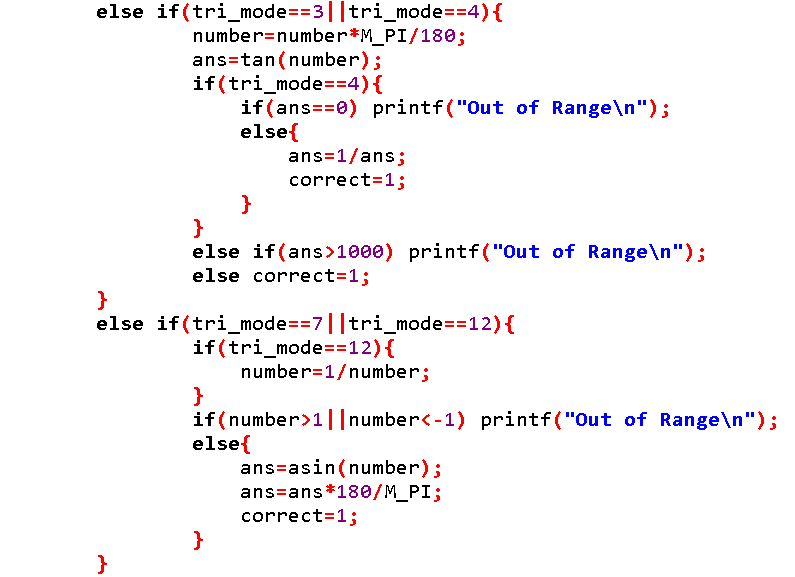 else if(tri_mode==3||tri_mode==4){
        number=number*M_PI/180;
        ans=tan(number);
        if(tri_mode==4){
            if(ans==0) printf("Out of Range\n");
            else{
                ans=1/ans;
                correct=1;
            }
        }
        else if(ans>1000) printf("Out of Range\n");
        else correct=1;
}
else if(tri_mode==7||tri_mode==12){
        if(tri_mode==12){
            number=1/number;
        }
        if(number>1||number<-1) printf("Out of Range\n");
        else{
            ans=asin(number);
            ans=ans*180/M_PI;
            correct=1;
        }
}